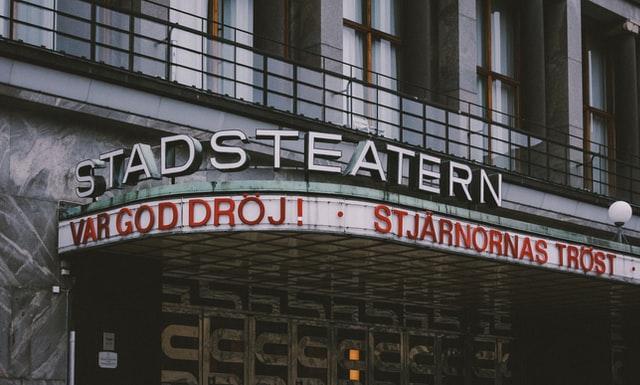 STADSTEATERN
VAR GOD DRÖJ! · STJÄRNORNAS TRÖST ·